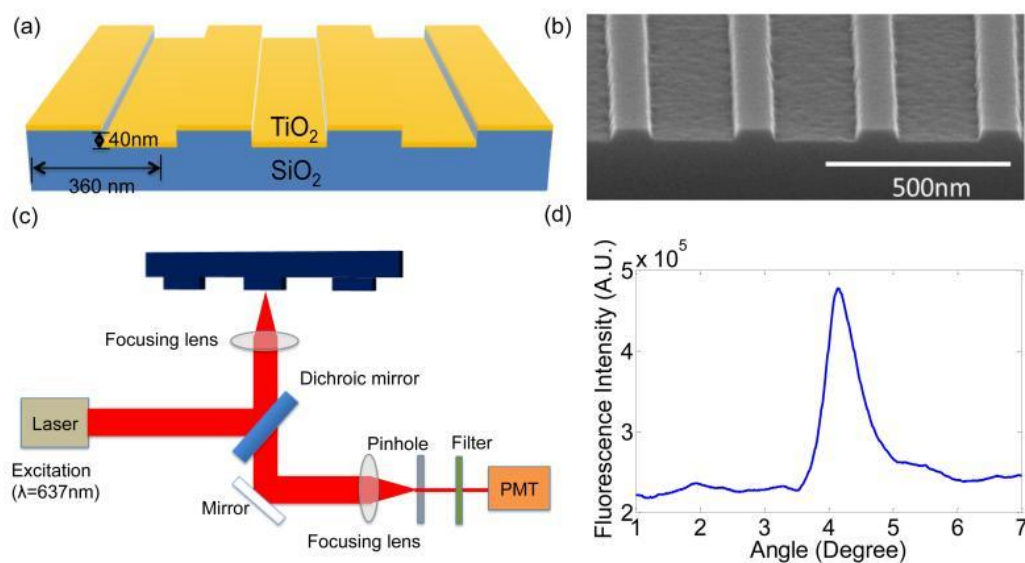 (a)
TiO2
40nm
SiO2
360 nm
(b)
500nm
(c)
Focusing lens
Dichroic mirror
Laser
Pinhole
Filter
Excitation
(λ=637nm)
Mirror
PMT
Focusing lens
(d)
5 x 10^5
4
3
2
1 2 3 4 5 6 7
Fluorescence Intensity (A.U.)
Angle (Degree)